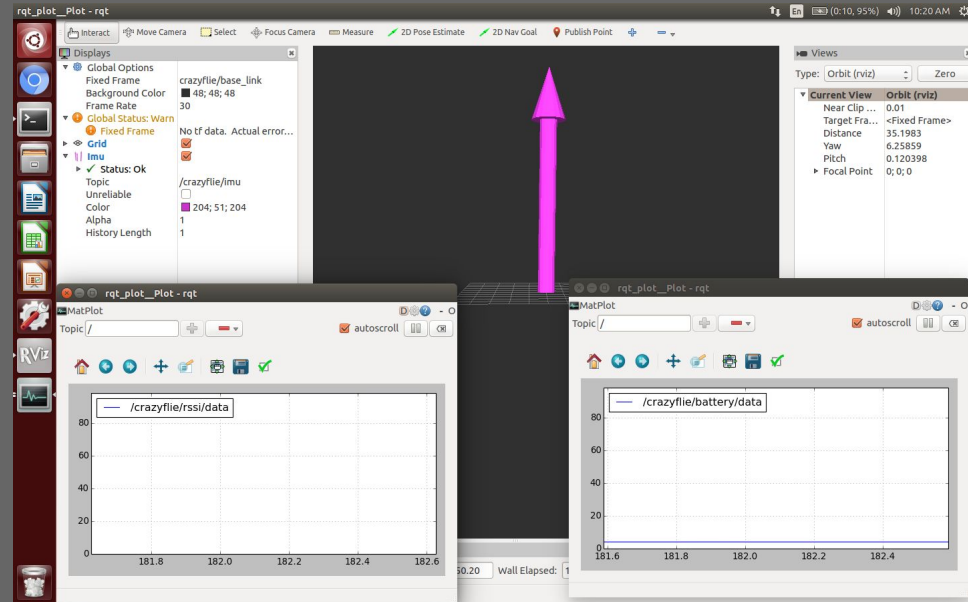 rqt_plot__Plot - rqt
En (0:10, 95%) 10:20 AM
Interact Move Camera Select Focus Camera Measure 2D Pose Estimate 2D Nav Goal Publish Point
Displays
Global Options
Fixed Frame crazyflie/base_link
Background Color 48; 48; 48
Frame Rate 30
Global Status: Warn
Fixed Frame No tf data. Actual error...
Grid
Imu
Status: Ok
Topic /crazyflie/imu
Unreliable
Color 204; 51; 204
Alpha 1
History Length 1
Views
Type: Orbit (rviz) Zero
Current View Orbit (rviz)
Near Clip ... 0.01
Target Fra... <Fixed Frame>
Distance 35.1983
Yaw 6.25859
Pitch 0.120398
Focal Point 0; 0; 0
RViz
rqt_plot__Plot - rqt
MatPlot D - O
Topic / autoscroll
/crazyflie/rssi/data
80
60
40
20
0
181.8 182.0 182.2 182.4 182.6
rqt_plot__Plot - rqt
MatPlot D - O
Topic / autoscroll
/crazyflie/battery/data
80
60
40
20
0
181.6 181.8 182.0 182.2 182.4
50.20 Wall Elapsed: 1